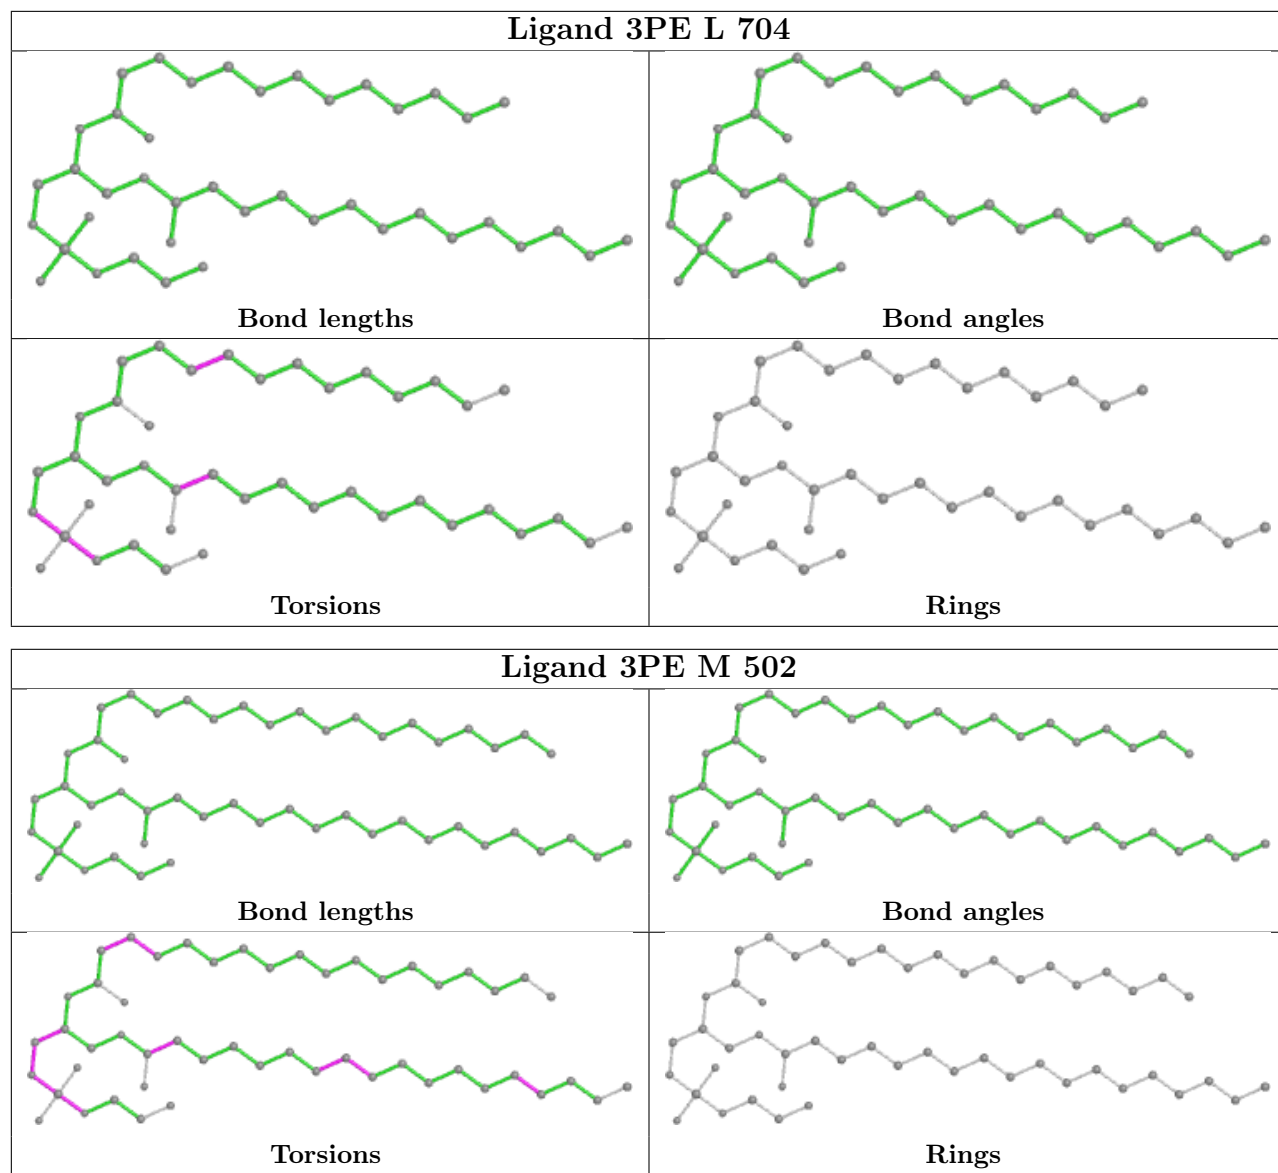 Ligand 3PE L 704
Bond lengths
Bond angles
Torsions
Rings
Ligand 3PE M 502
Bond lengths
Bond angles
Torsions
Rings